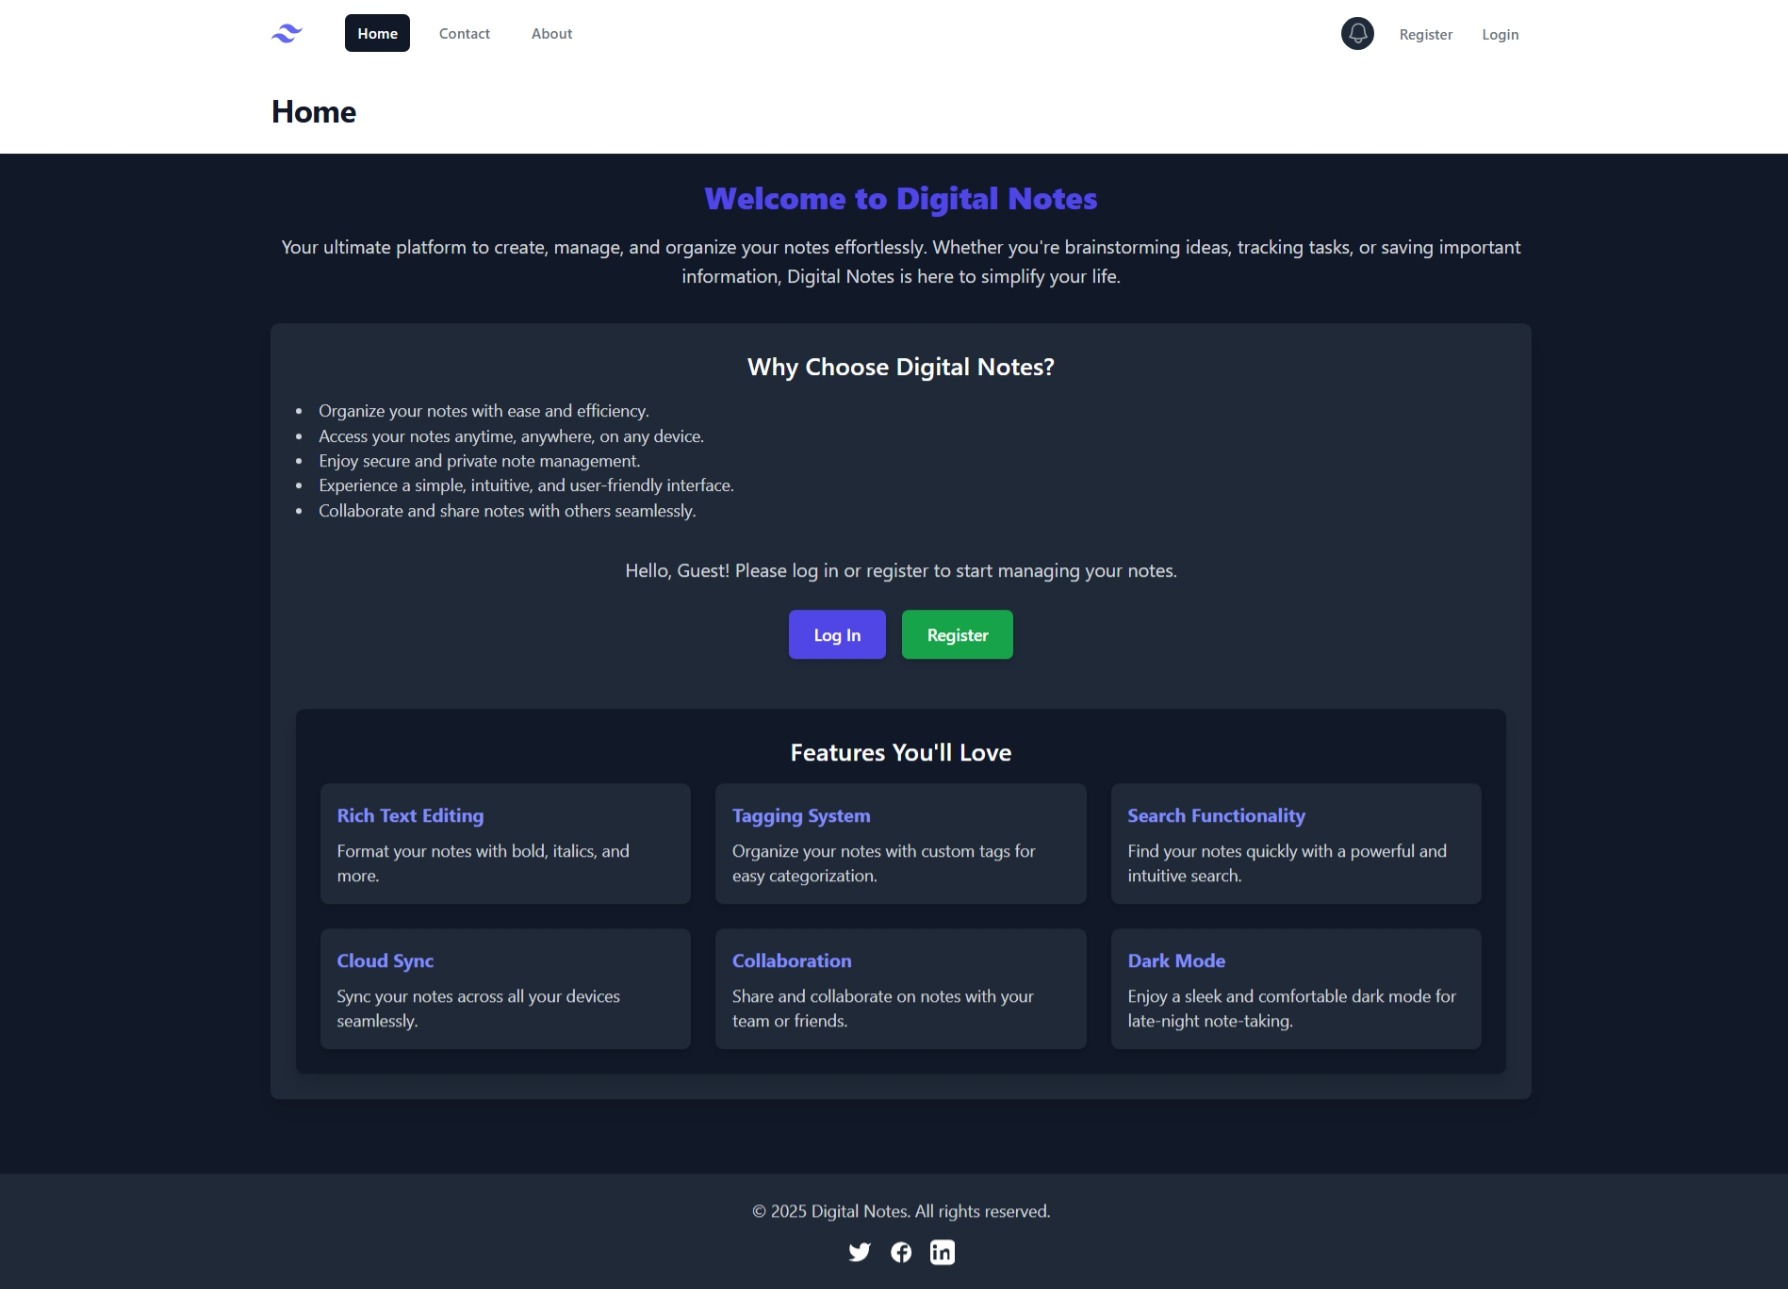 Home
Contact
About
Register
Login
Home
Welcome to Digital Notes
Your ultimate platform to create, manage, and organize your notes effortlessly. Whether you're brainstorming ideas, tracking tasks, or saving important
information, Digital Notes is here to simplify your life.
Why Choose Digital Notes?
• Organize your notes with ease and efficiency.
• Access your notes anytime, anywhere, on any device.
• Enjoy secure and private note management.
• Experience a simple, intuitive, and user-friendly interface.
• Collaborate and share notes with others seamlessly.
Hello, Guest! Please log in or register to start managing your notes.
Log In
Register
Features You'll Love
Rich Text Editing
Format your notes with bold, italics, and
more.
Tagging System
Organize your notes with custom tags for
easy categorization.
Search Functionality
Find your notes quickly with a powerful and
intuitive search.
Cloud Sync
Sync your notes across all your devices
seamlessly.
Collaboration
Share and collaborate on notes with your
team or friends.
Dark Mode
Enjoy a sleek and comfortable dark mode for
late-night note-taking.
© 2025 Digital Notes. All rights reserved.